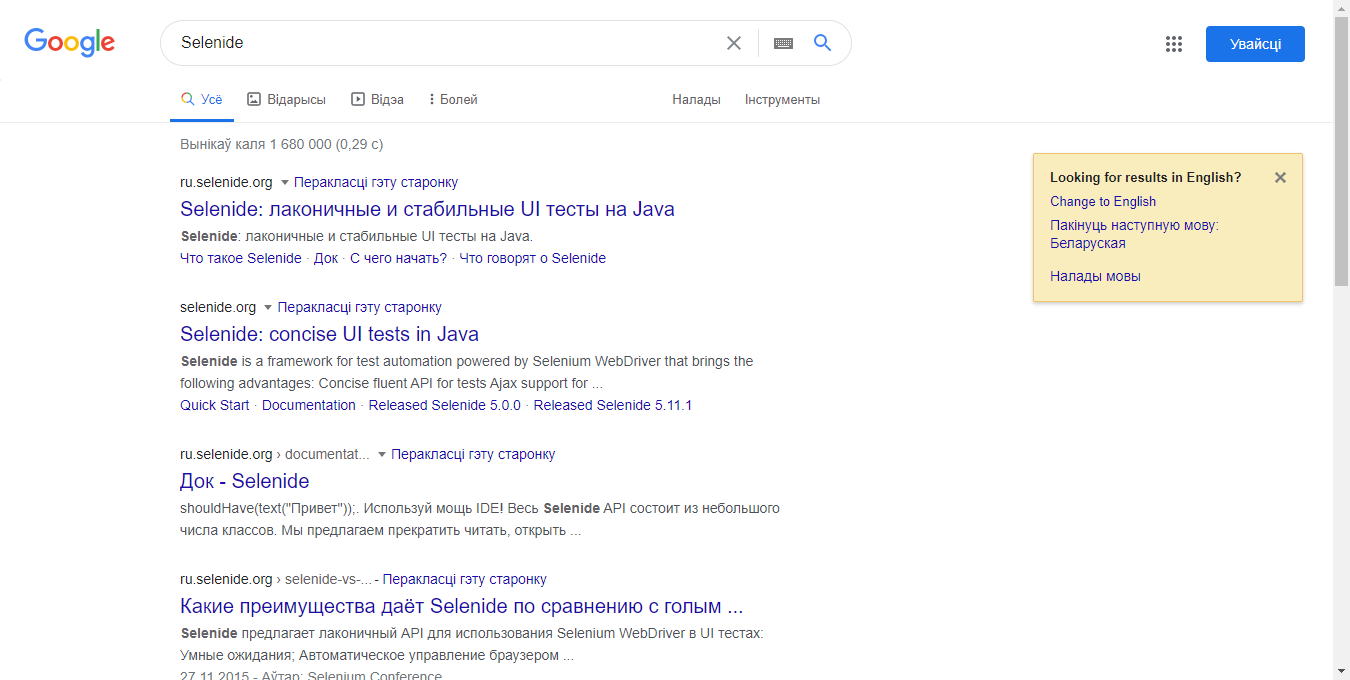 Google
Selenide
Увайсці
Усё Відарысы Відэа Болей Налады Інструменты
Вынікаў каля 1 680 000 (0,29 с)
ru.selenide.org Перакласці гэту старонку
Selenide: лаконичные и стабильные UI тесты на Java
Selenide: лаконичные и стабильные UI тесты на Java.
Что такое Selenide · Док · С чего начать? · Что говорят о Selenide
selenide.org Перакласці гэту старонку
Selenide: concise UI tests in Java
Selenide is a framework for test automation powered by Selenium WebDriver that brings the
following advantages: Concise fluent API for tests Ajax support for ...
Quick Start · Documentation · Released Selenide 5.0.0 · Released Selenide 5.11.1
ru.selenide.org › documentat... Перакласці гэту старонку
Док - Selenide
shouldHave(text("Привет"));. Используй мощь IDE! Весь Selenide API состоит из небольшого
числа классов. Мы предлагаем прекратить читать, открыть ...
ru.selenide.org › selenide-vs-... - Перакласці гэту старонку
Какие преимущества даёт Selenide по сравнению с голым ...
Selenide предлагает лаконичный API для использования Selenium WebDriver в UI тестах:
Умные ожидания; Автоматическое управление браузером ...
27.11.2015 - Аўтар: Selenium Conference
Looking for results in English?
Change to English
Пакінуць наступную мову:
Беларуская
Налады мовы